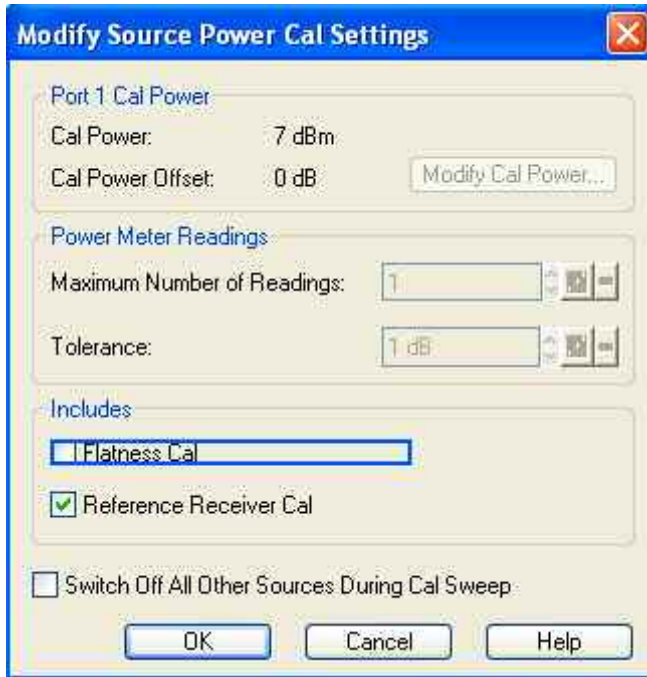 Modify Source Power Cal Settings
Port 1 Cal Power
Cal Power: 7 dBm
Cal Power Offset: 0 dB Modify Cal Power...
Power Meter Readings
Maximum Number of Readings: 1
Tolerance: 1 dB
Includes
Flatness Cal
Reference Receiver Cal
Switch Off All Other Sources During Cal Sweep
OK Cancel Help